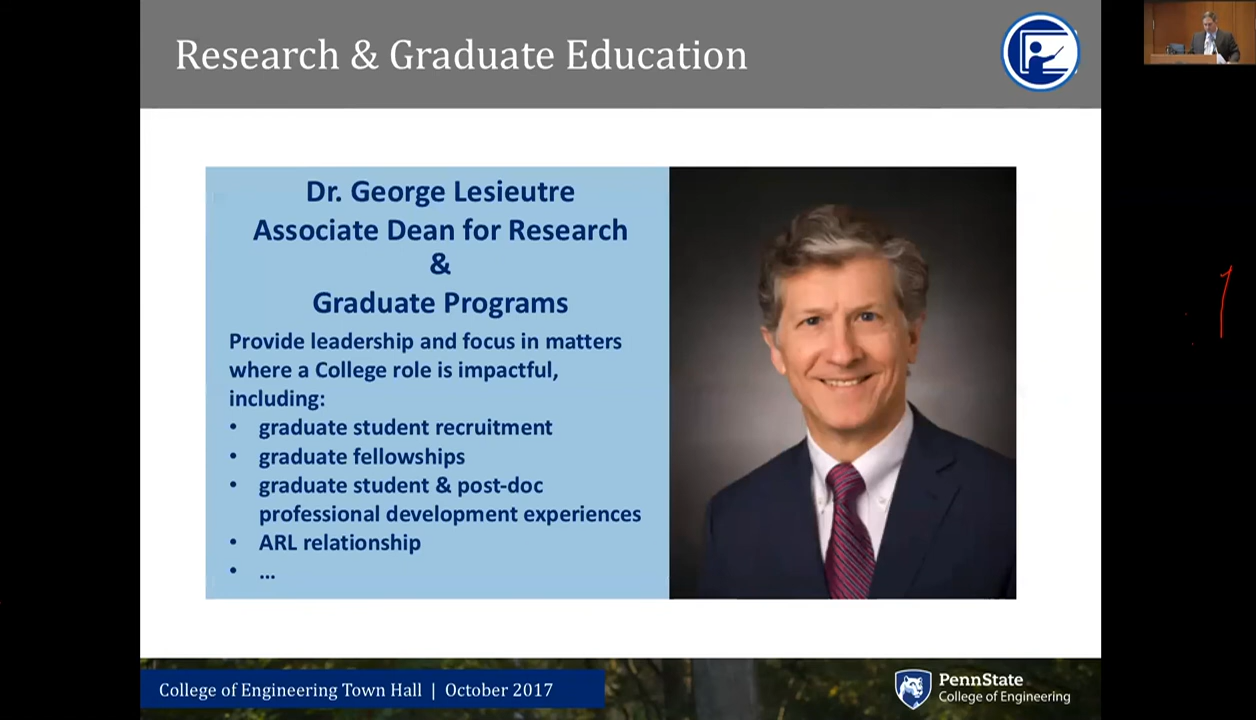 Research & Graduate Education
Dr. George Lesieutre
Associate Dean for Research
&
Graduate Programs
Provide leadership and focus in matters
where a College role is impactful,
including:
• graduate student recruitment
• graduate fellowships
• graduate student & post-doc
professional development experiences
• ARL relationship
• ...
College of Engineering Town Hall | October 2017
PennState
College of Engineering